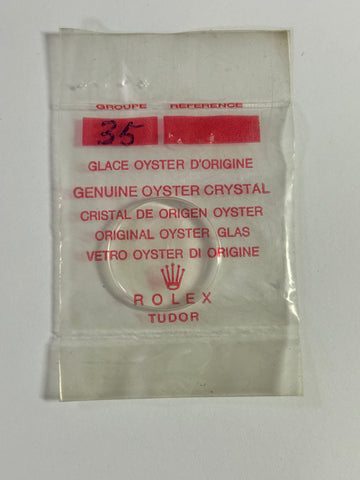 GROUPE REFERENCE
35
GLACE OYSTER D'ORIGINE
GENUINE OYSTER CRYSTAL
CRISTAL DE ORIGEN OYSTER
ORIGINAL OYSTER GLAS
VETRO OYSTER DI ORIGINE
ROLEX
TUDOR